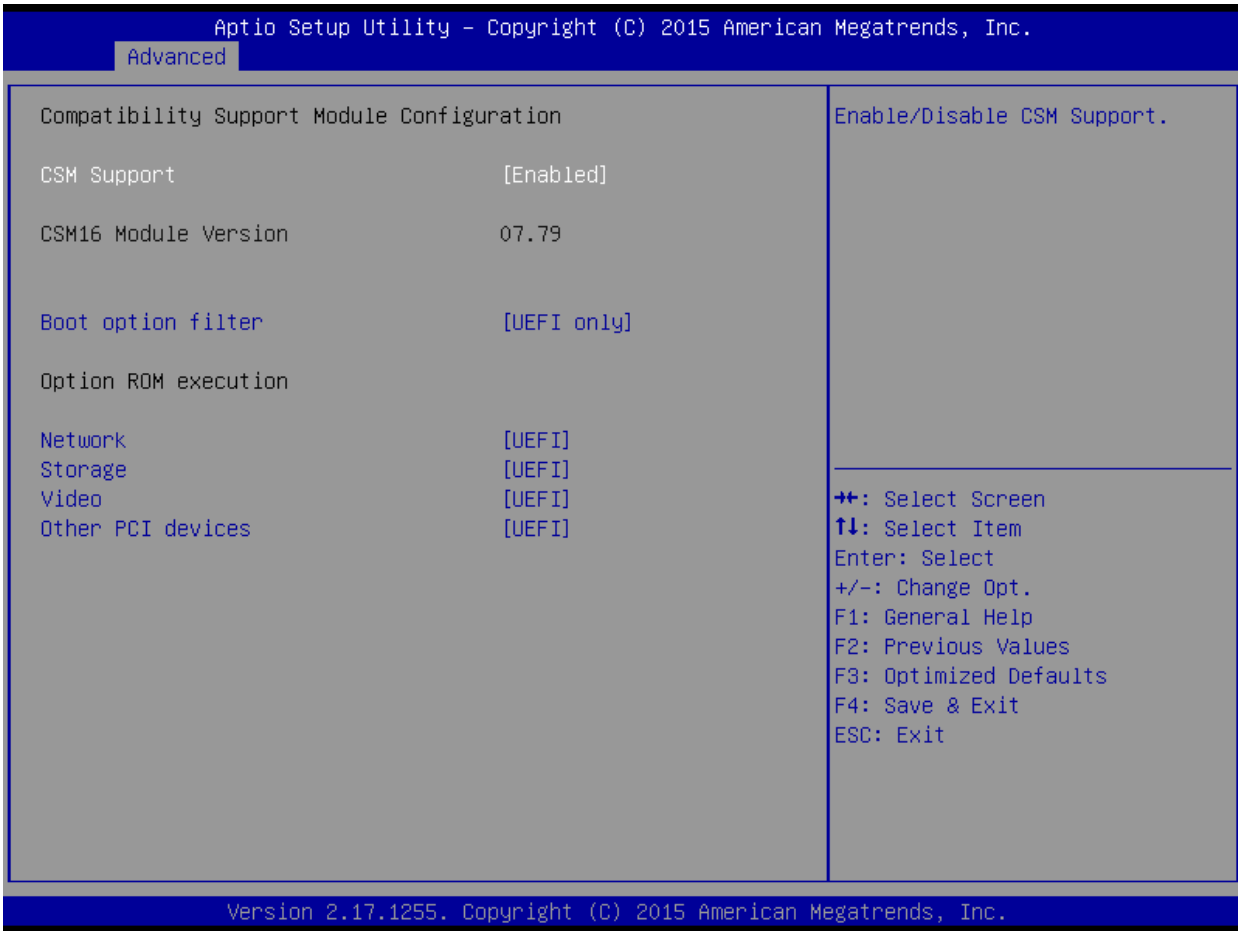 Aptio Setup Utility – Copyright (C) 2015 American Megatrends, Inc.
Advanced
Compatibility Support Module Configuration
CSM Support [Enabled]
CSM16 Module Version 07.79
Boot option filter [UEFI only]
Option ROM execution
Network [UEFI]
Storage [UEFI]
Video [UEFI]
Other PCI devices [UEFI]
Enable/Disable CSM Support.
→←: Select Screen
↑↓: Select Item
Enter: Select
+/-: Change Opt.
F1: General Help
F2: Previous Values
F3: Optimized Defaults
F4: Save & Exit
ESC: Exit
Version 2.17.1255. Copyright (C) 2015 American Megatrends, Inc.